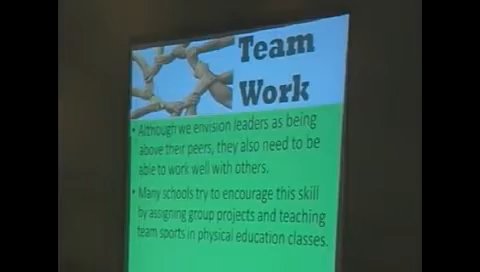 Team
Work
• Although we envision leaders as being
above their peers, they also need to be
able to work well with others.
• Many schools try to encourage this skill
by assigning group projects and teaching
team sports in physical education classes.